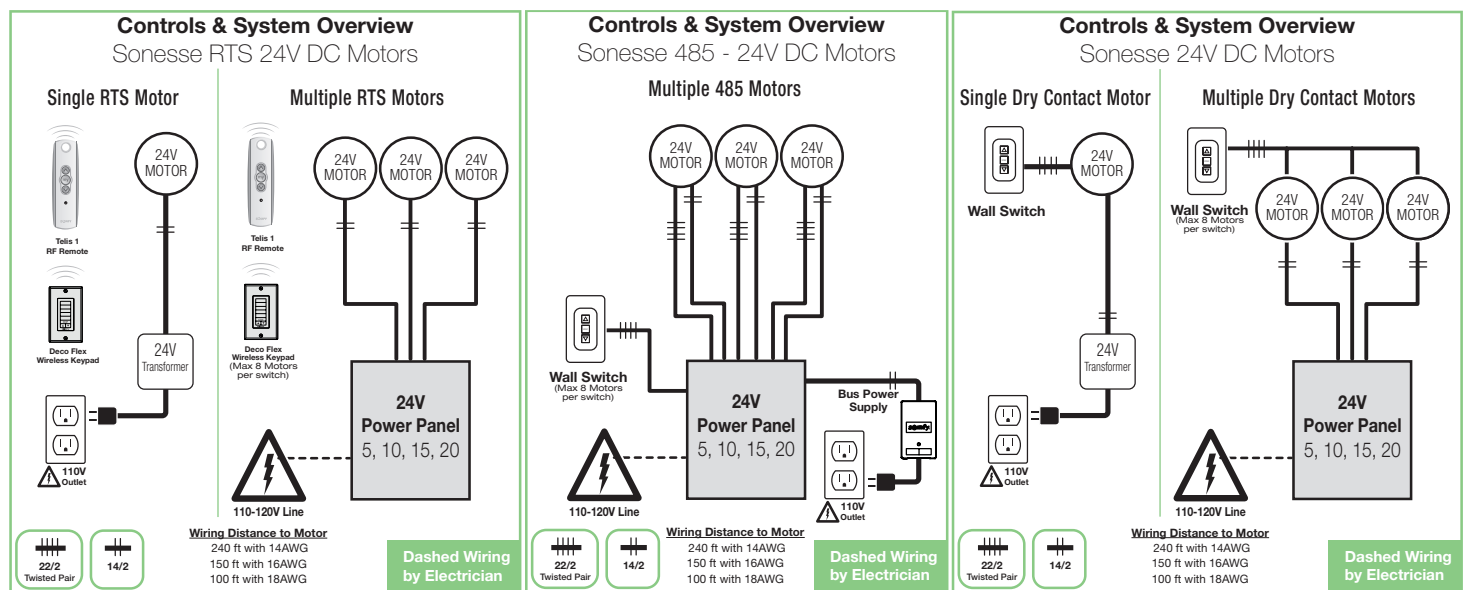 Controls & System Overview
Sonesse RTS 24V DC Motors
Single RTS Motor
Multiple RTS Motors
24V
MOTOR
24V
MOTOR
24V
MOTOR
24V
MOTOR
Telis 1
RF Remote
Telis 1
RF Remote
Deco Flex
Wireless Keypad
Deco Flex
Wireless Keypad
(Max 8 Motors
per switch)
24V
Transformer
24V
Power Panel
5, 10, 15, 20
110V
Outlet
110-120V Line
22/2
Twisted Pair
14/2
Wiring Distance to Motor
240 ft with 14AWG
150 ft with 16AWG
100 ft with 18AWG
Dashed Wiring
by Electrician
Controls & System Overview
Sonesse 485 - 24V DC Motors
Multiple 485 Motors
24V
MOTOR
24V
MOTOR
24V
MOTOR
Wall Switch
(Max 8 Motors
per switch)
24V
Power Panel
5, 10, 15, 20
Bus Power
Supply
somfy
110V
Outlet
110-120V Line
22/2
Twisted Pair
14/2
Wiring Distance to Motor
240 ft with 14AWG
150 ft with 16AWG
100 ft with 18AWG
Dashed Wiring
by Electrician
Controls & System Overview
Sonesse 24V DC Motors
Single Dry Contact Motor
Multiple Dry Contact Motors
24V
MOTOR
Wall Switch
Wall Switch
(Max 8 Motors
per switch)
24V
MOTOR
24V
MOTOR
24V
MOTOR
24V
Transformer
24V
Power Panel
5, 10, 15, 20
110V
Outlet
110-120V Line
22/2
Twisted Pair
14/2
Wiring Distance to Motor
240 ft with 14AWG
150 ft with 16AWG
100 ft with 18AWG
Dashed Wiring
by Electrician